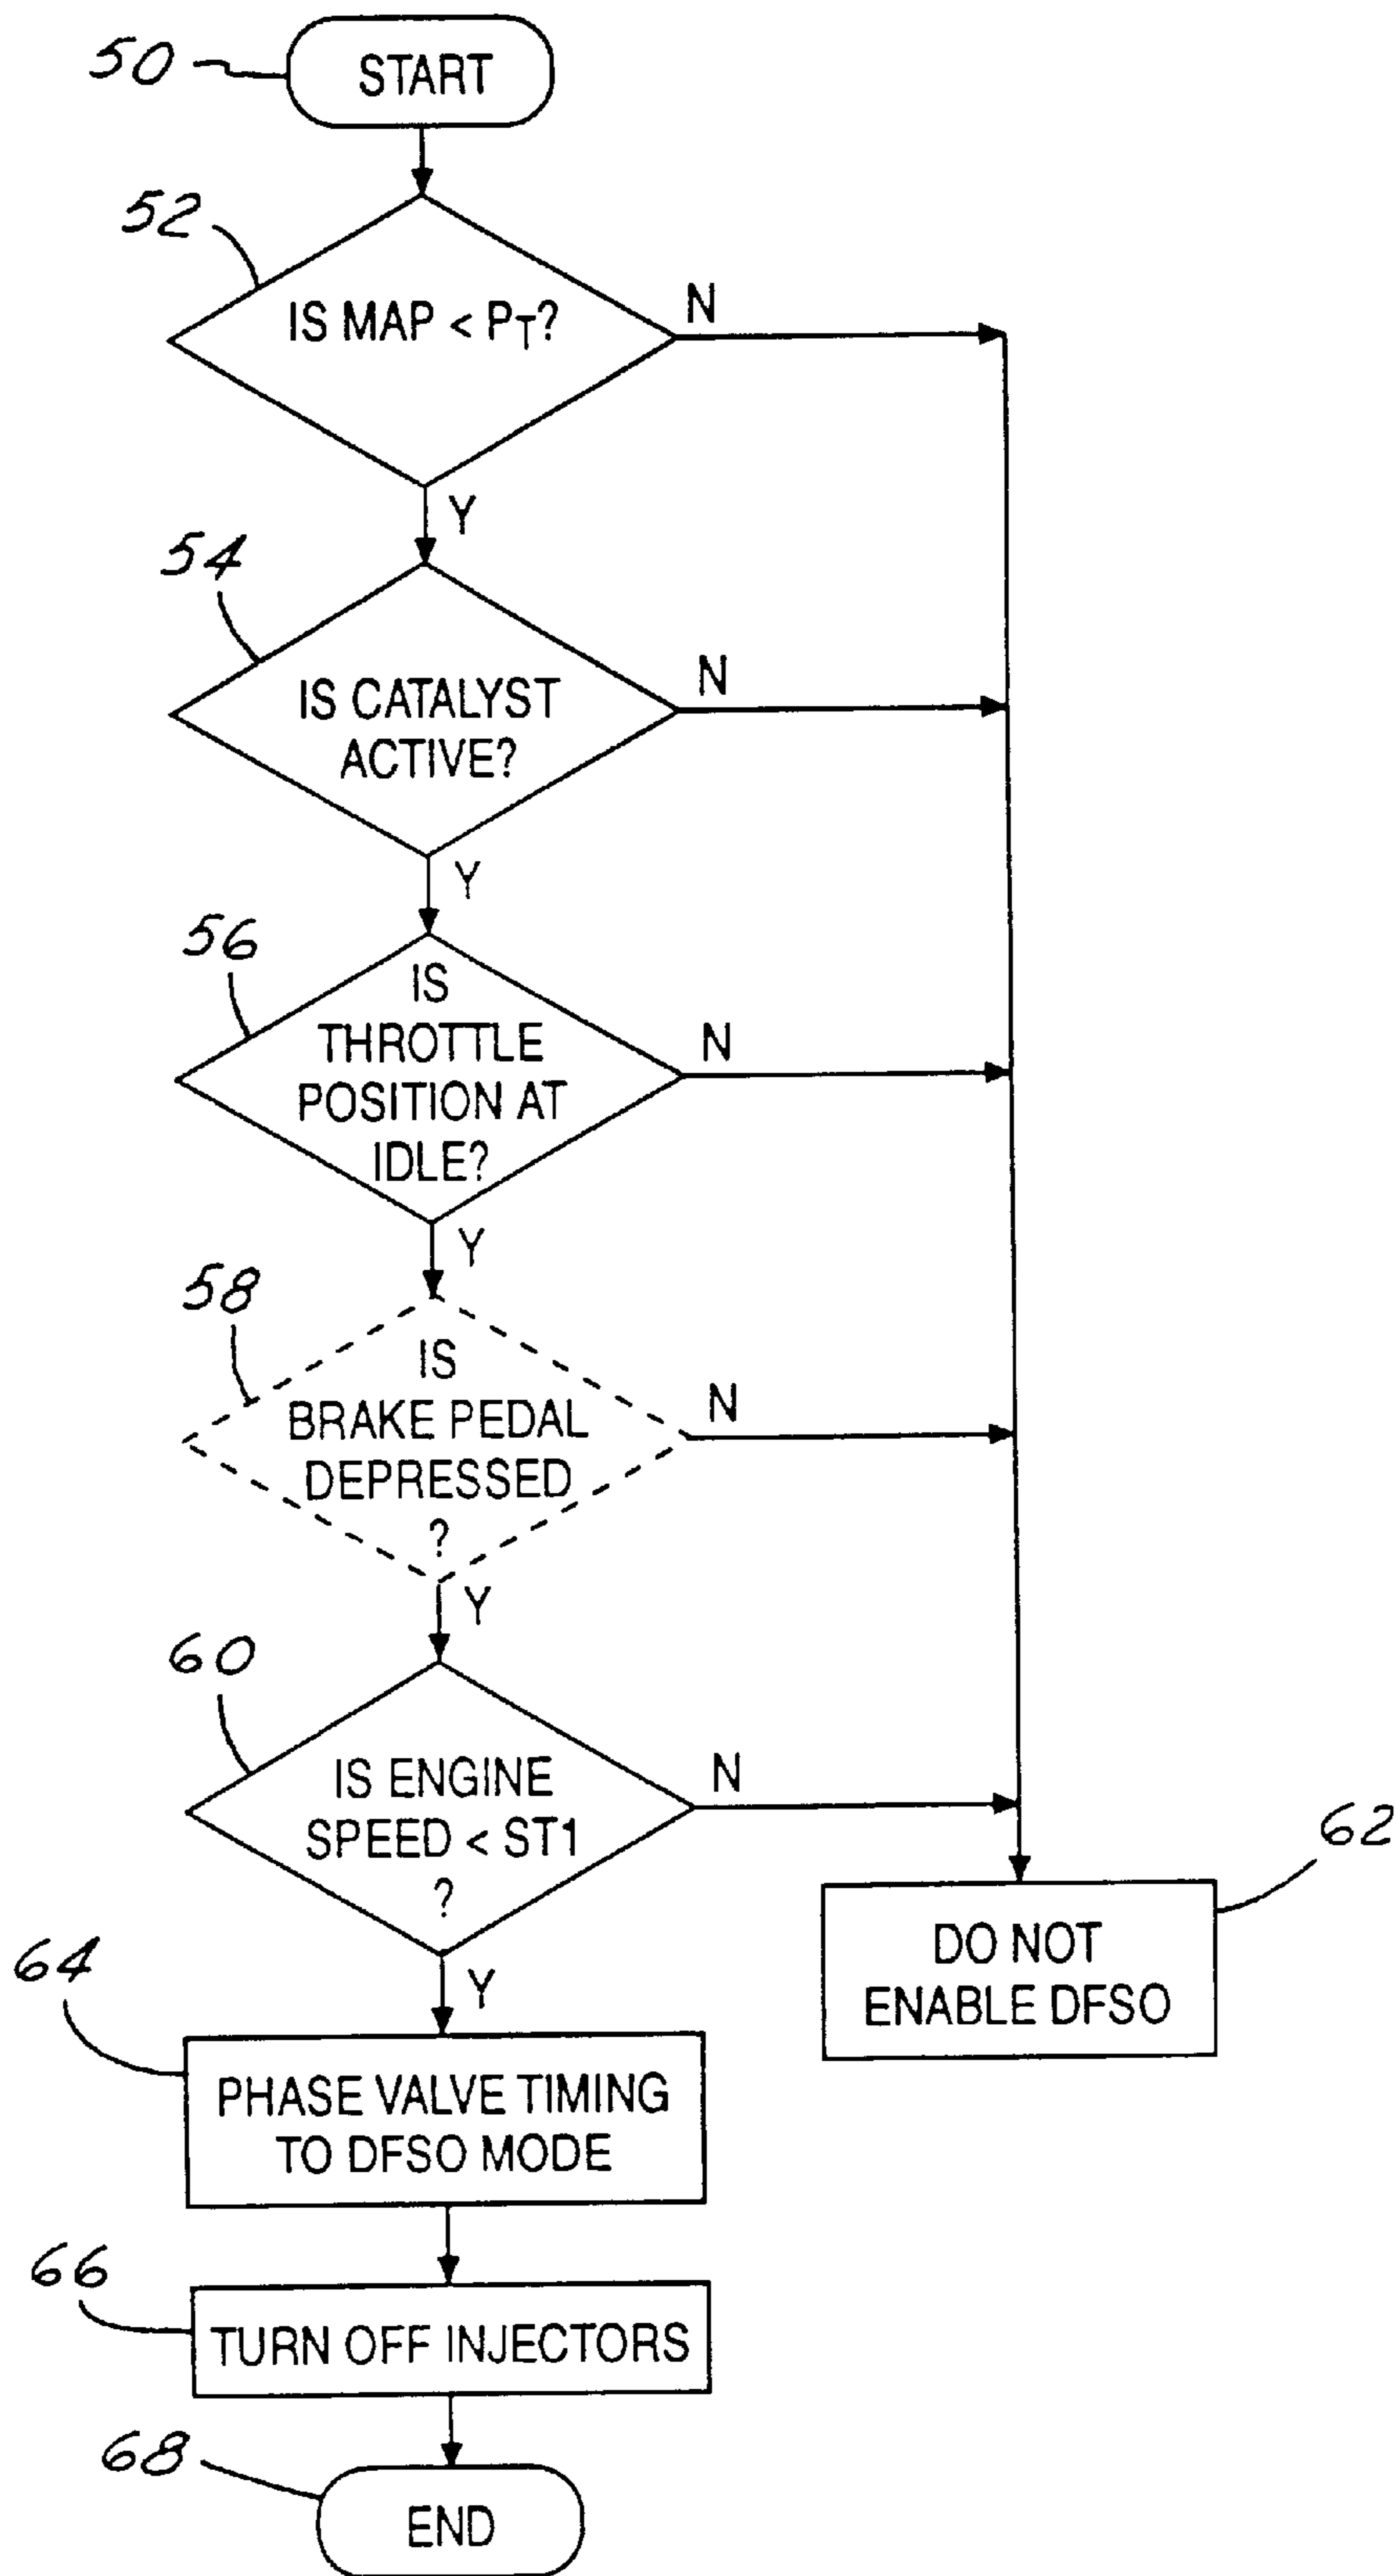 50
START
52
IS MAP < PT?
N
Y
54
IS CATALYST
ACTIVE?
N
Y
56
IS
THROTTLE
POSITION AT
IDLE?
N
Y
58
IS
BRAKE PEDAL
DEPRESSED
?
N
Y
60
IS ENGINE
SPEED < ST1
?
N
Y
62
DO NOT
ENABLE DFSO
64
PHASE VALVE TIMING
TO DFSO MODE
66
TURN OFF INJECTORS
68
END